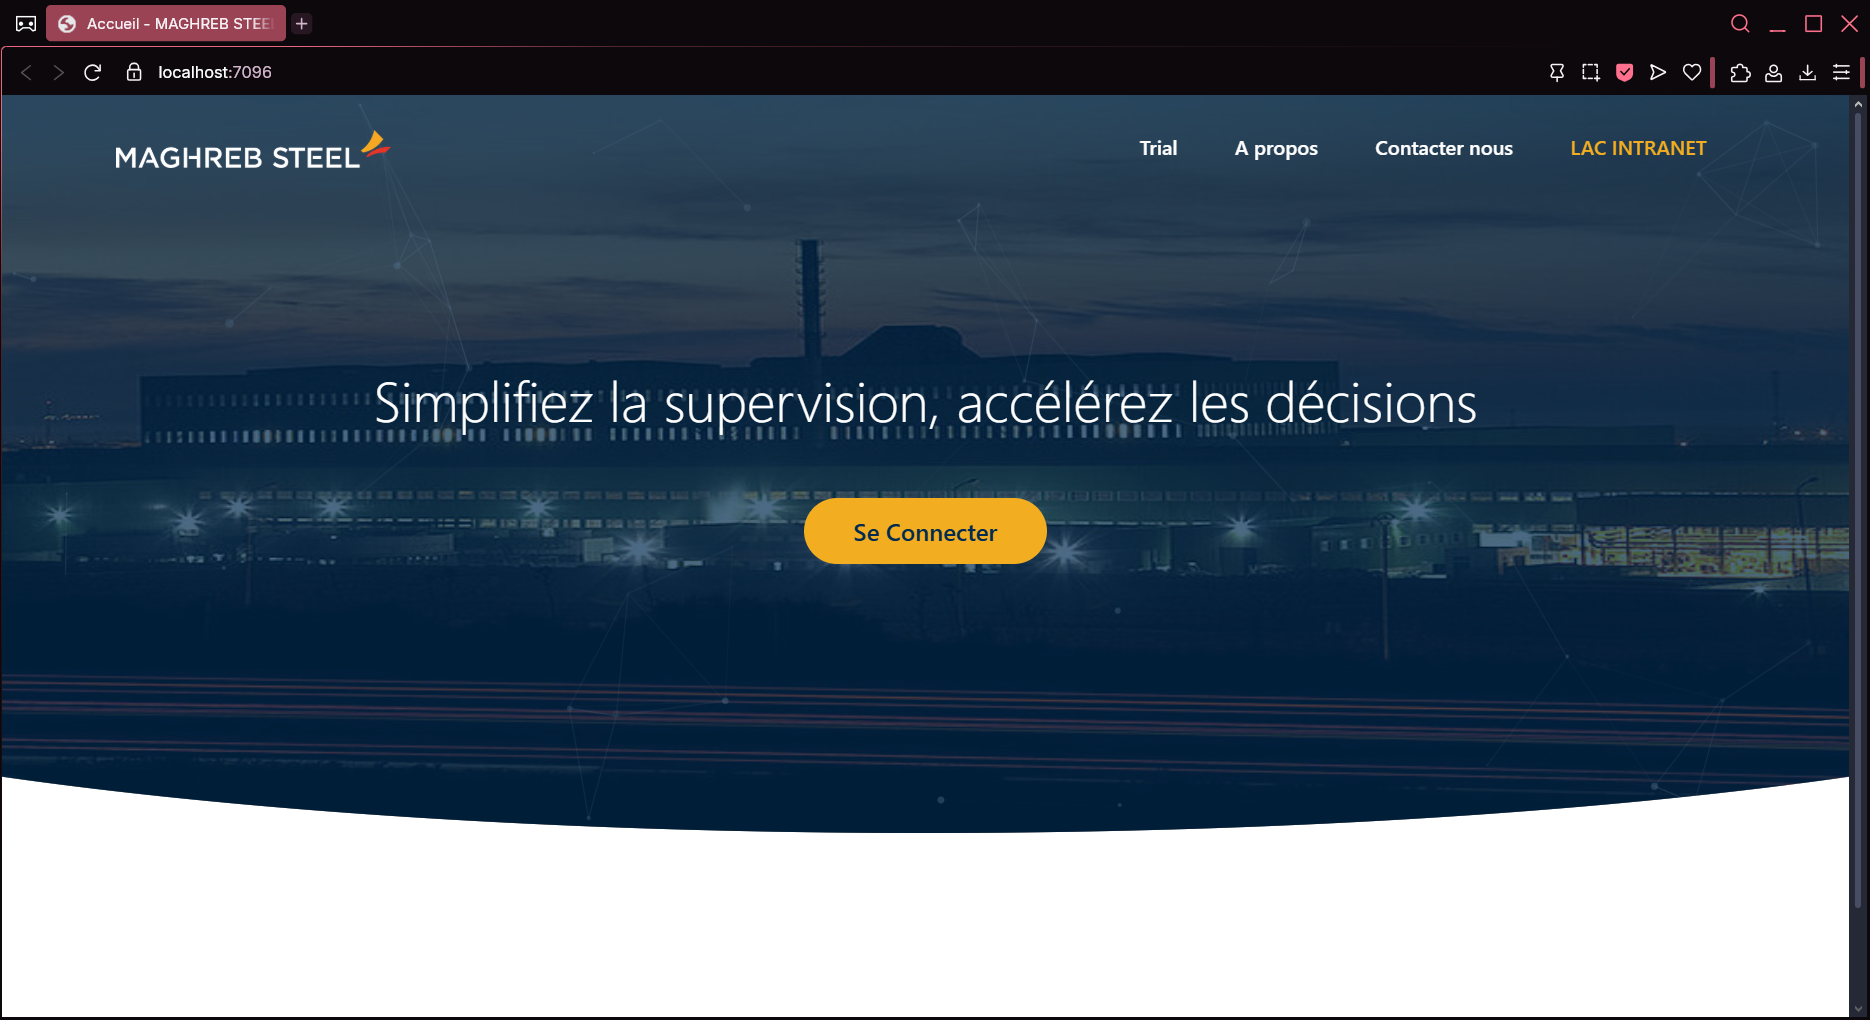 Accueil - MAGHREB STEE
localhost:7096
MAGHREB STEEL
Trial
A propos
Contacter nous
LAC INTRANET
Simplifiez la supervision, accélérez les décisions
Se Connecter